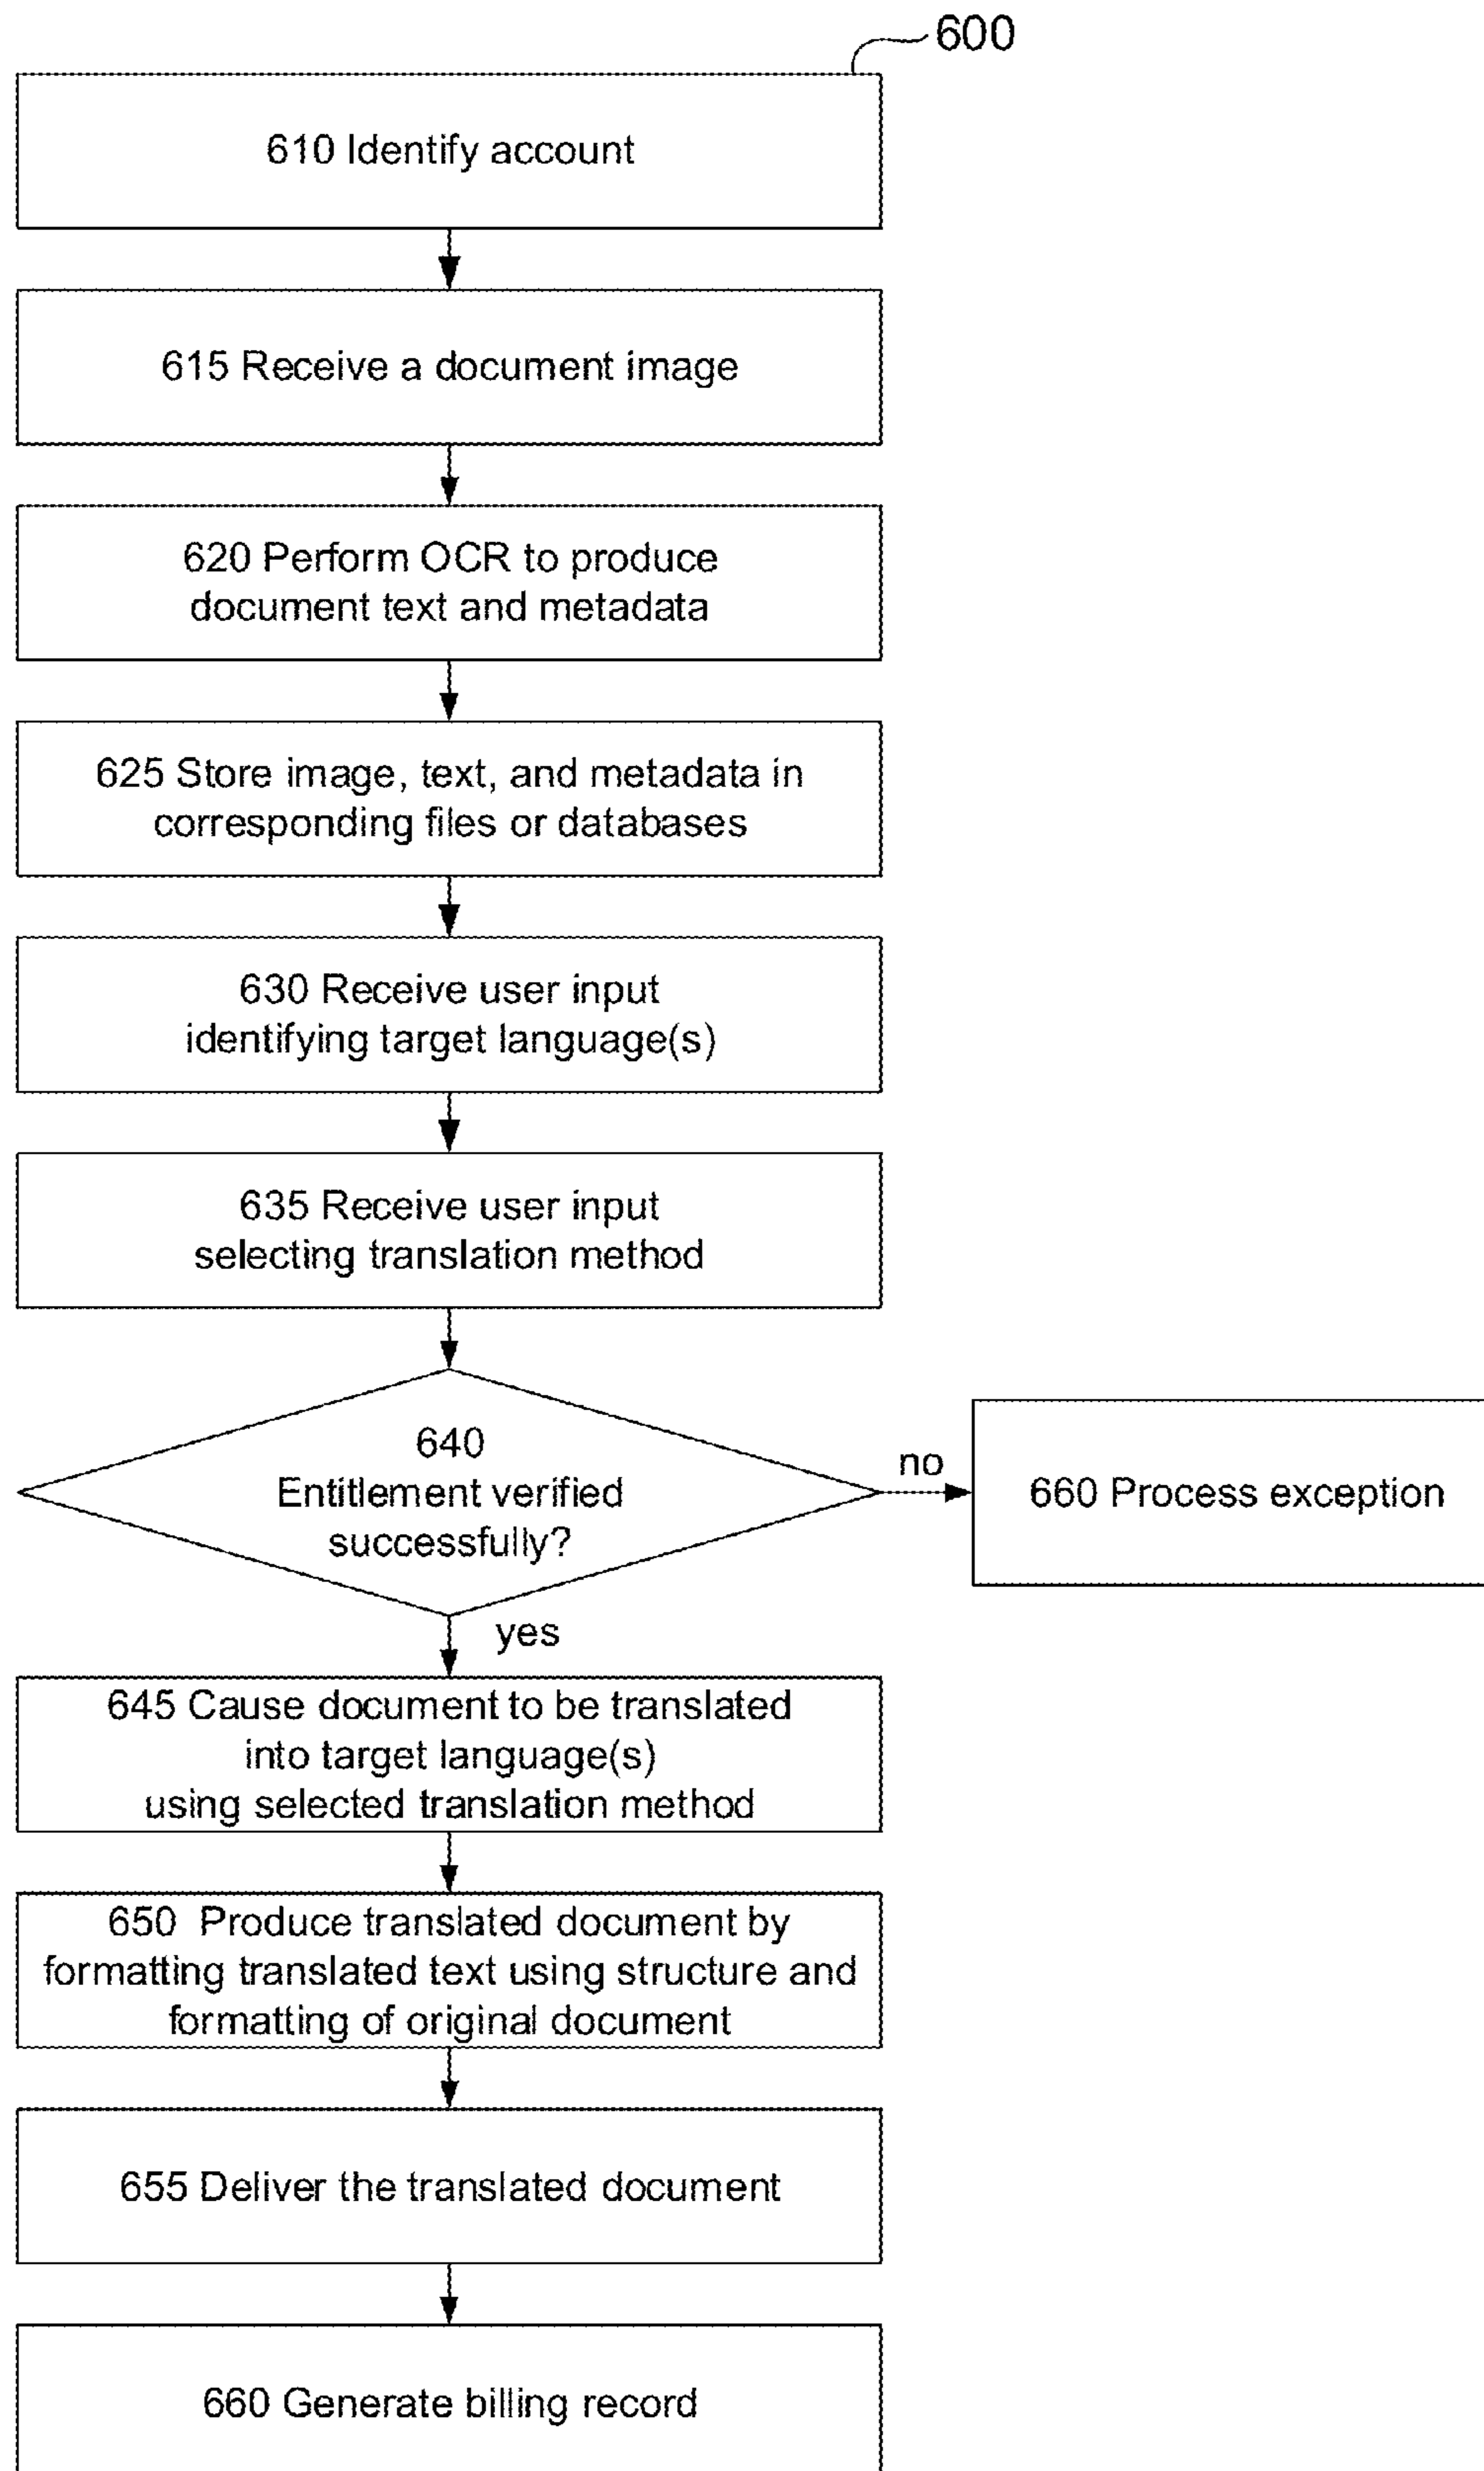 600
610 Identify account
615 Receive a document image
620 Perform OCR to produce
document text and metadata
625 Store image, text, and metadata in
corresponding files or databases
630 Receive user input
identifying target language(s)
635 Receive user input
selecting translation method
640
Entitlement verified
successfully?
no
660 Process exception
yes
645 Cause document to be translated
into target language(s)
using selected translation method
650 Produce translated document by
formatting translated text using structure and
formatting of original document
655 Deliver the translated document
660 Generate billing record